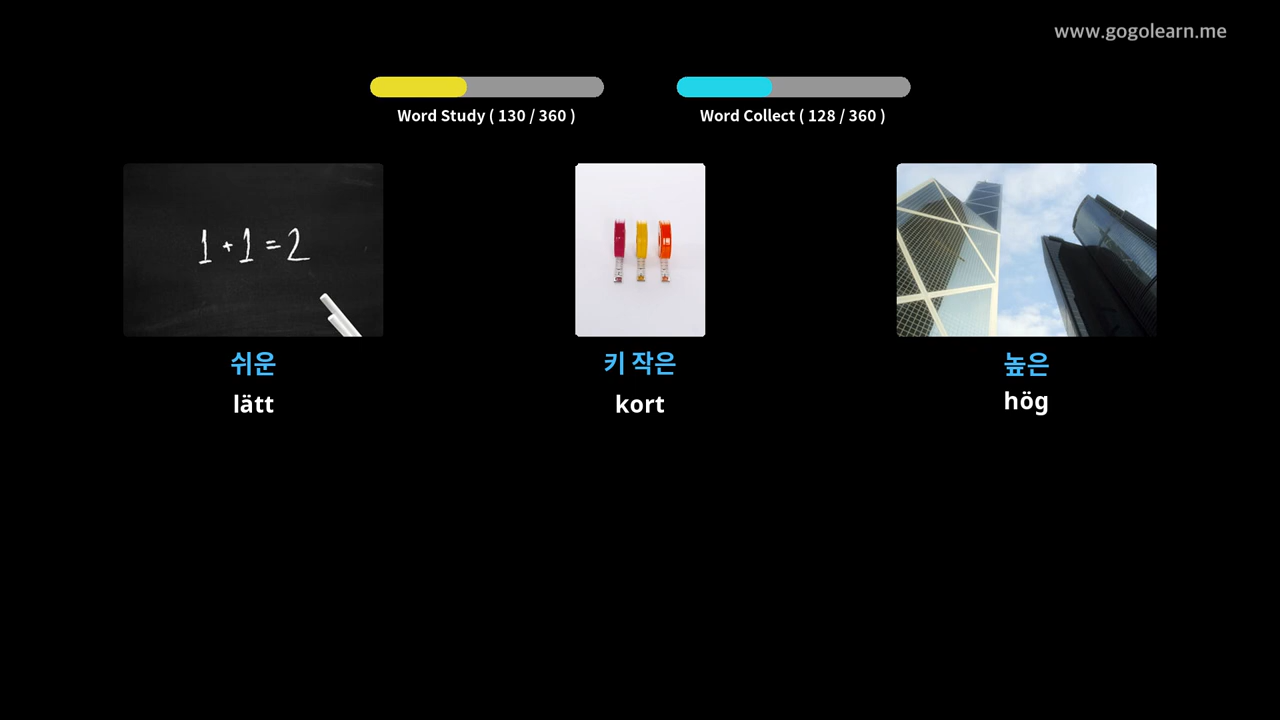 www.gogolearn.me
Word Study ( 130 / 360 )
Word Collect ( 128 / 360 )
1 + 1 = 2
쉬운
키 작은
높은
lätt
kort
hög